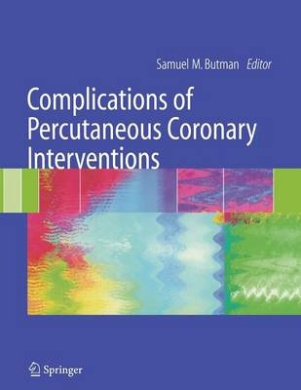 Samuel M. Butman Editor
Complications of
Percutaneous Coronary
Interventions
Springer